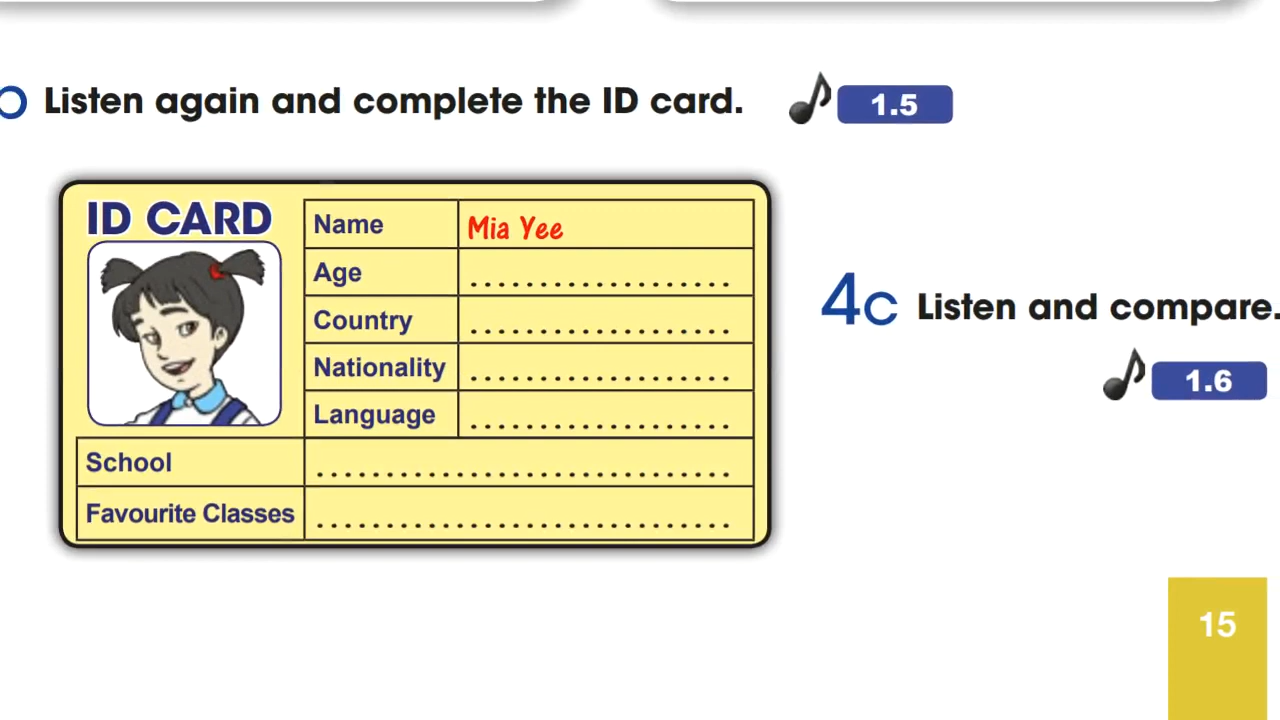 Listen again and complete the ID card. 1.5
ID CARD
Name Mia Yee
Age ...................
Country ...................
Nationality ...................
Language ...................
School ..............................
Favourite Classes ..............................
4c Listen and compare.
1.6
15